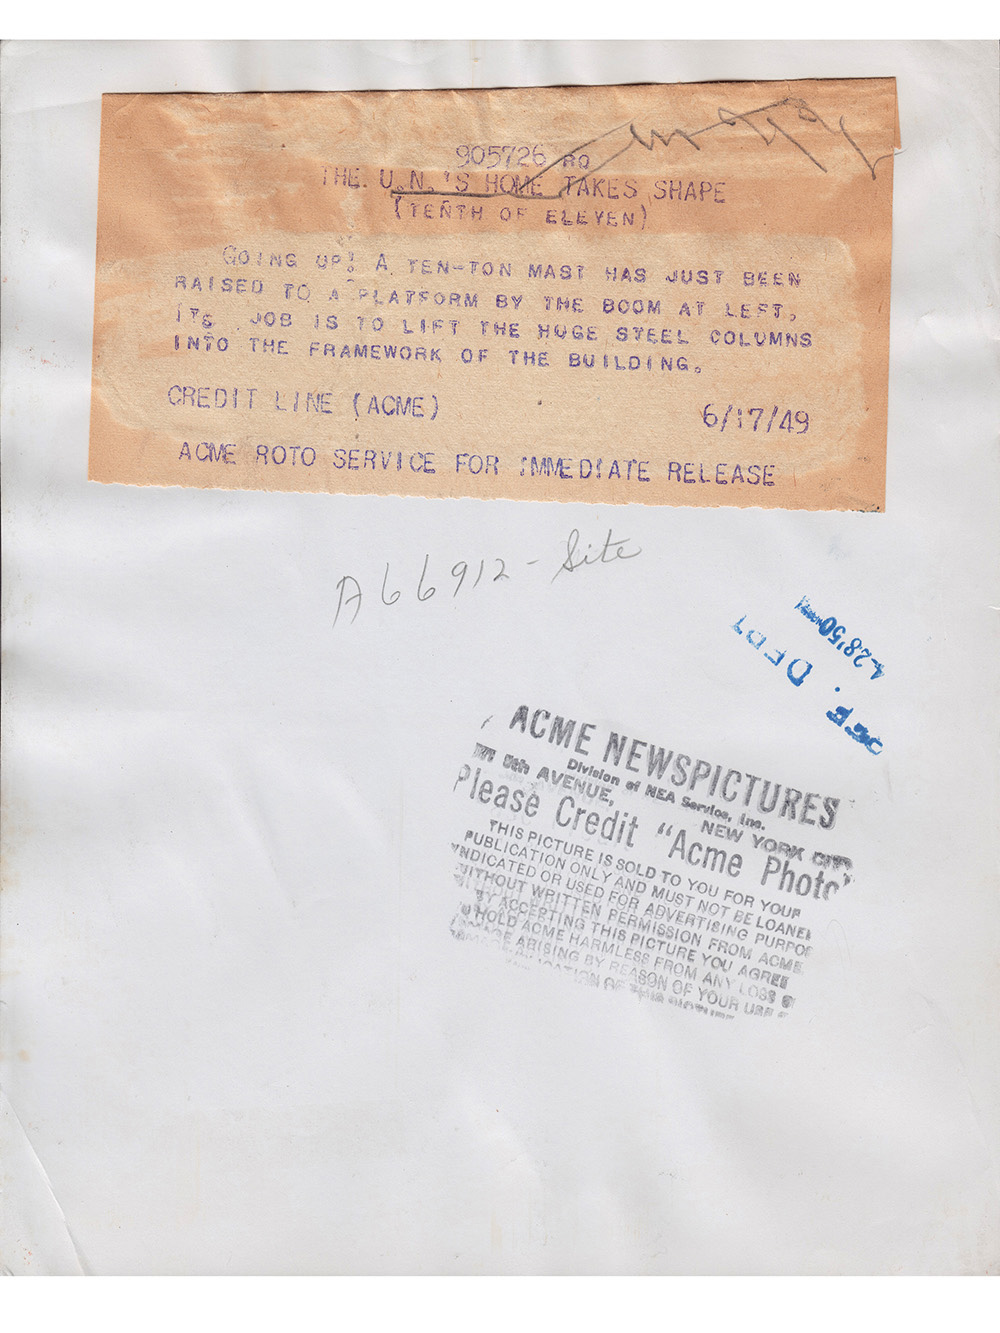 905726 RO
THE U.N.'S HOME TAKES SHAPE
(TENTH OF ELEVEN)
GOING UP! A TEN-TON MAST HAS JUST BEEN
RAISED TO A PLATFORM BY THE BOOM AT LEFT.
ITS JOB IS TO LIFT THE HUGE STEEL COLUMNS
INTO THE FRAMEWORK OF THE BUILDING.
CREDIT LINE (ACME) 6/17/49
ACME ROTO SERVICE FOR IMMEDIATE RELEASE
A66912 - Site
4-28'50
REF. DEPT
ACME NEWSPICTURES
Division of NEA Service, Inc.
8th AVENUE, NEW YORK CITY
Please Credit "Acme Photo"
THIS PICTURE IS SOLD TO YOU FOR YOUR
PUBLICATION ONLY AND MUST NOT BE LOANED
SYNDICATED OR USED FOR ADVERTISING PURPOSES
WITHOUT WRITTEN PERMISSION FROM ACME.
BY ACCEPTING THIS PICTURE YOU AGREE
TO HOLD ACME HARMLESS FROM ANY LOSS OR
DAMAGE ARISING BY REASON OF YOUR USE
OF THIS PICTURE